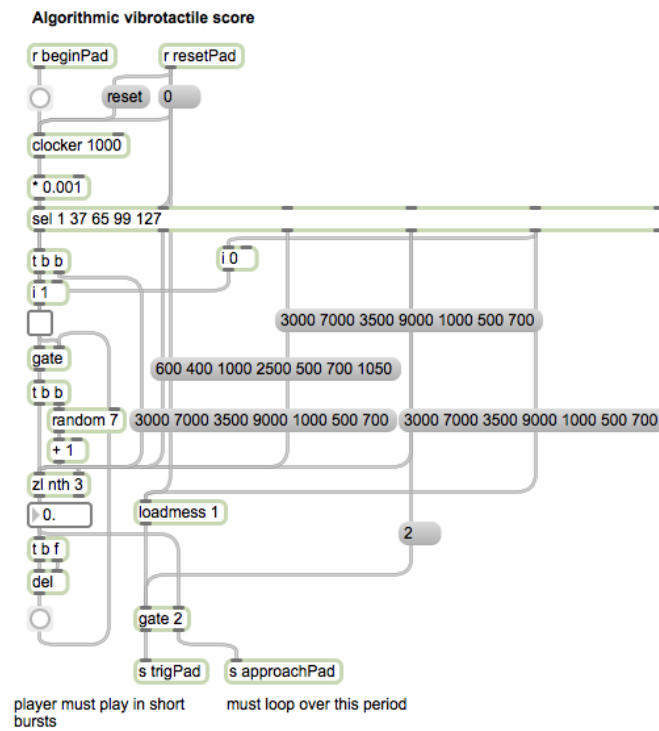 Algorithmic vibrotactile score
r beginPad
r resetPad
reset
0
clocker 1000
* 0.001
sel 1 37 65 99 127
t b b
i 0
i 1
3000 7000 3500 9000 1000 500 700
gate
600 400 1000 2500 500 700 1050
t b b
random 7
3000 7000 3500 9000 1000 500 700
3000 7000 3500 9000 1000 500 700
+ 1
zl nth 3
0.
loadmess 1
2
t b f
del
gate 2
s trigPad
s approachPad
player must play in short
bursts
must loop over this period